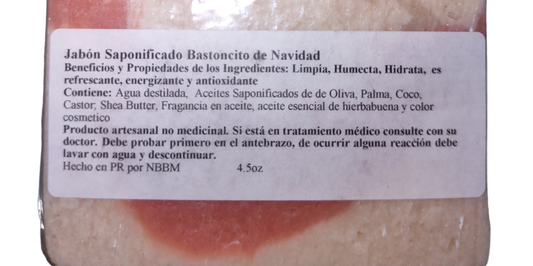 Jabón Saponificado Bastoncito de Navidad
Beneficios y Propiedades de los Ingredientes: Limpia, Humecta, Hidrata, es
refrescante, energizante y antioxidante
Contiene: Agua destilada, Aceites Saponificados de de Oliva, Palma, Coco,
Castor, Shea Butter, Fragancia en aceite, aceite esencial de hierbabuena y color
cosmetico
Producto artesanal no medicinal. Si está en tratamiento médico consulte con su
doctor. Debe probar primero en el antebrazo, de ocurrir alguna reacción debe
lavar con agua y descontinuar.
Hecho en PR por NBBM 4.5oz